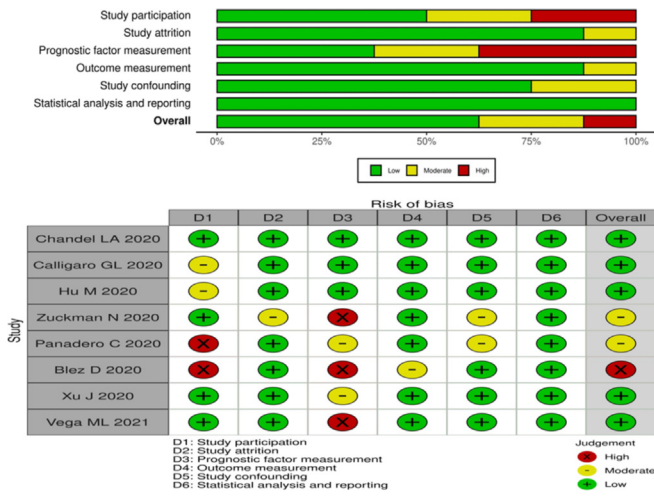 Study participation
Study attrition
Prognostic factor measurement
Outcome measurement
Study confounding
Statistical analysis and reporting
Overall
0% 25% 50% 75% 100%
Low Moderate High
Risk of bias
D1 D2 D3 D4 D5 D6 Overall
Study
Chandel LA 2020
Calligaro GL 2020
Hu M 2020
Zuckman N 2020
Panadero C 2020
Blez D 2020
Xu J 2020
Vega ML 2021
D1: Study participation
D2: Study attrition
D3: Prognostic factor measurement
D4: Outcome measurement
D5: Study confounding
D6: Statistical analysis and reporting
Judgement
High
Moderate
Low